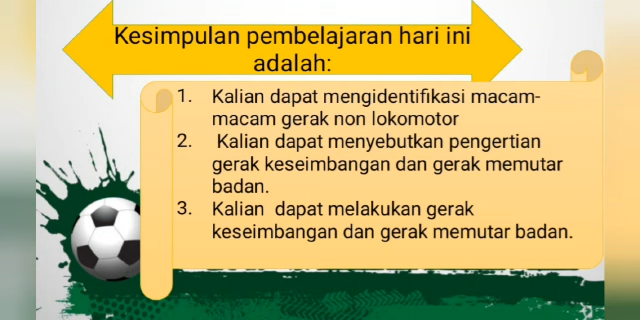 Kesimpulan pembelajaran hari ini
adalah:
1. Kalian dapat mengidentifikasi macam-
macam gerak non lokomotor
2. Kalian dapat menyebutkan pengertian
gerak keseimbangan dan gerak memutar
badan.
3. Kalian dapat melakukan gerak
keseimbangan dan gerak memutar badan.